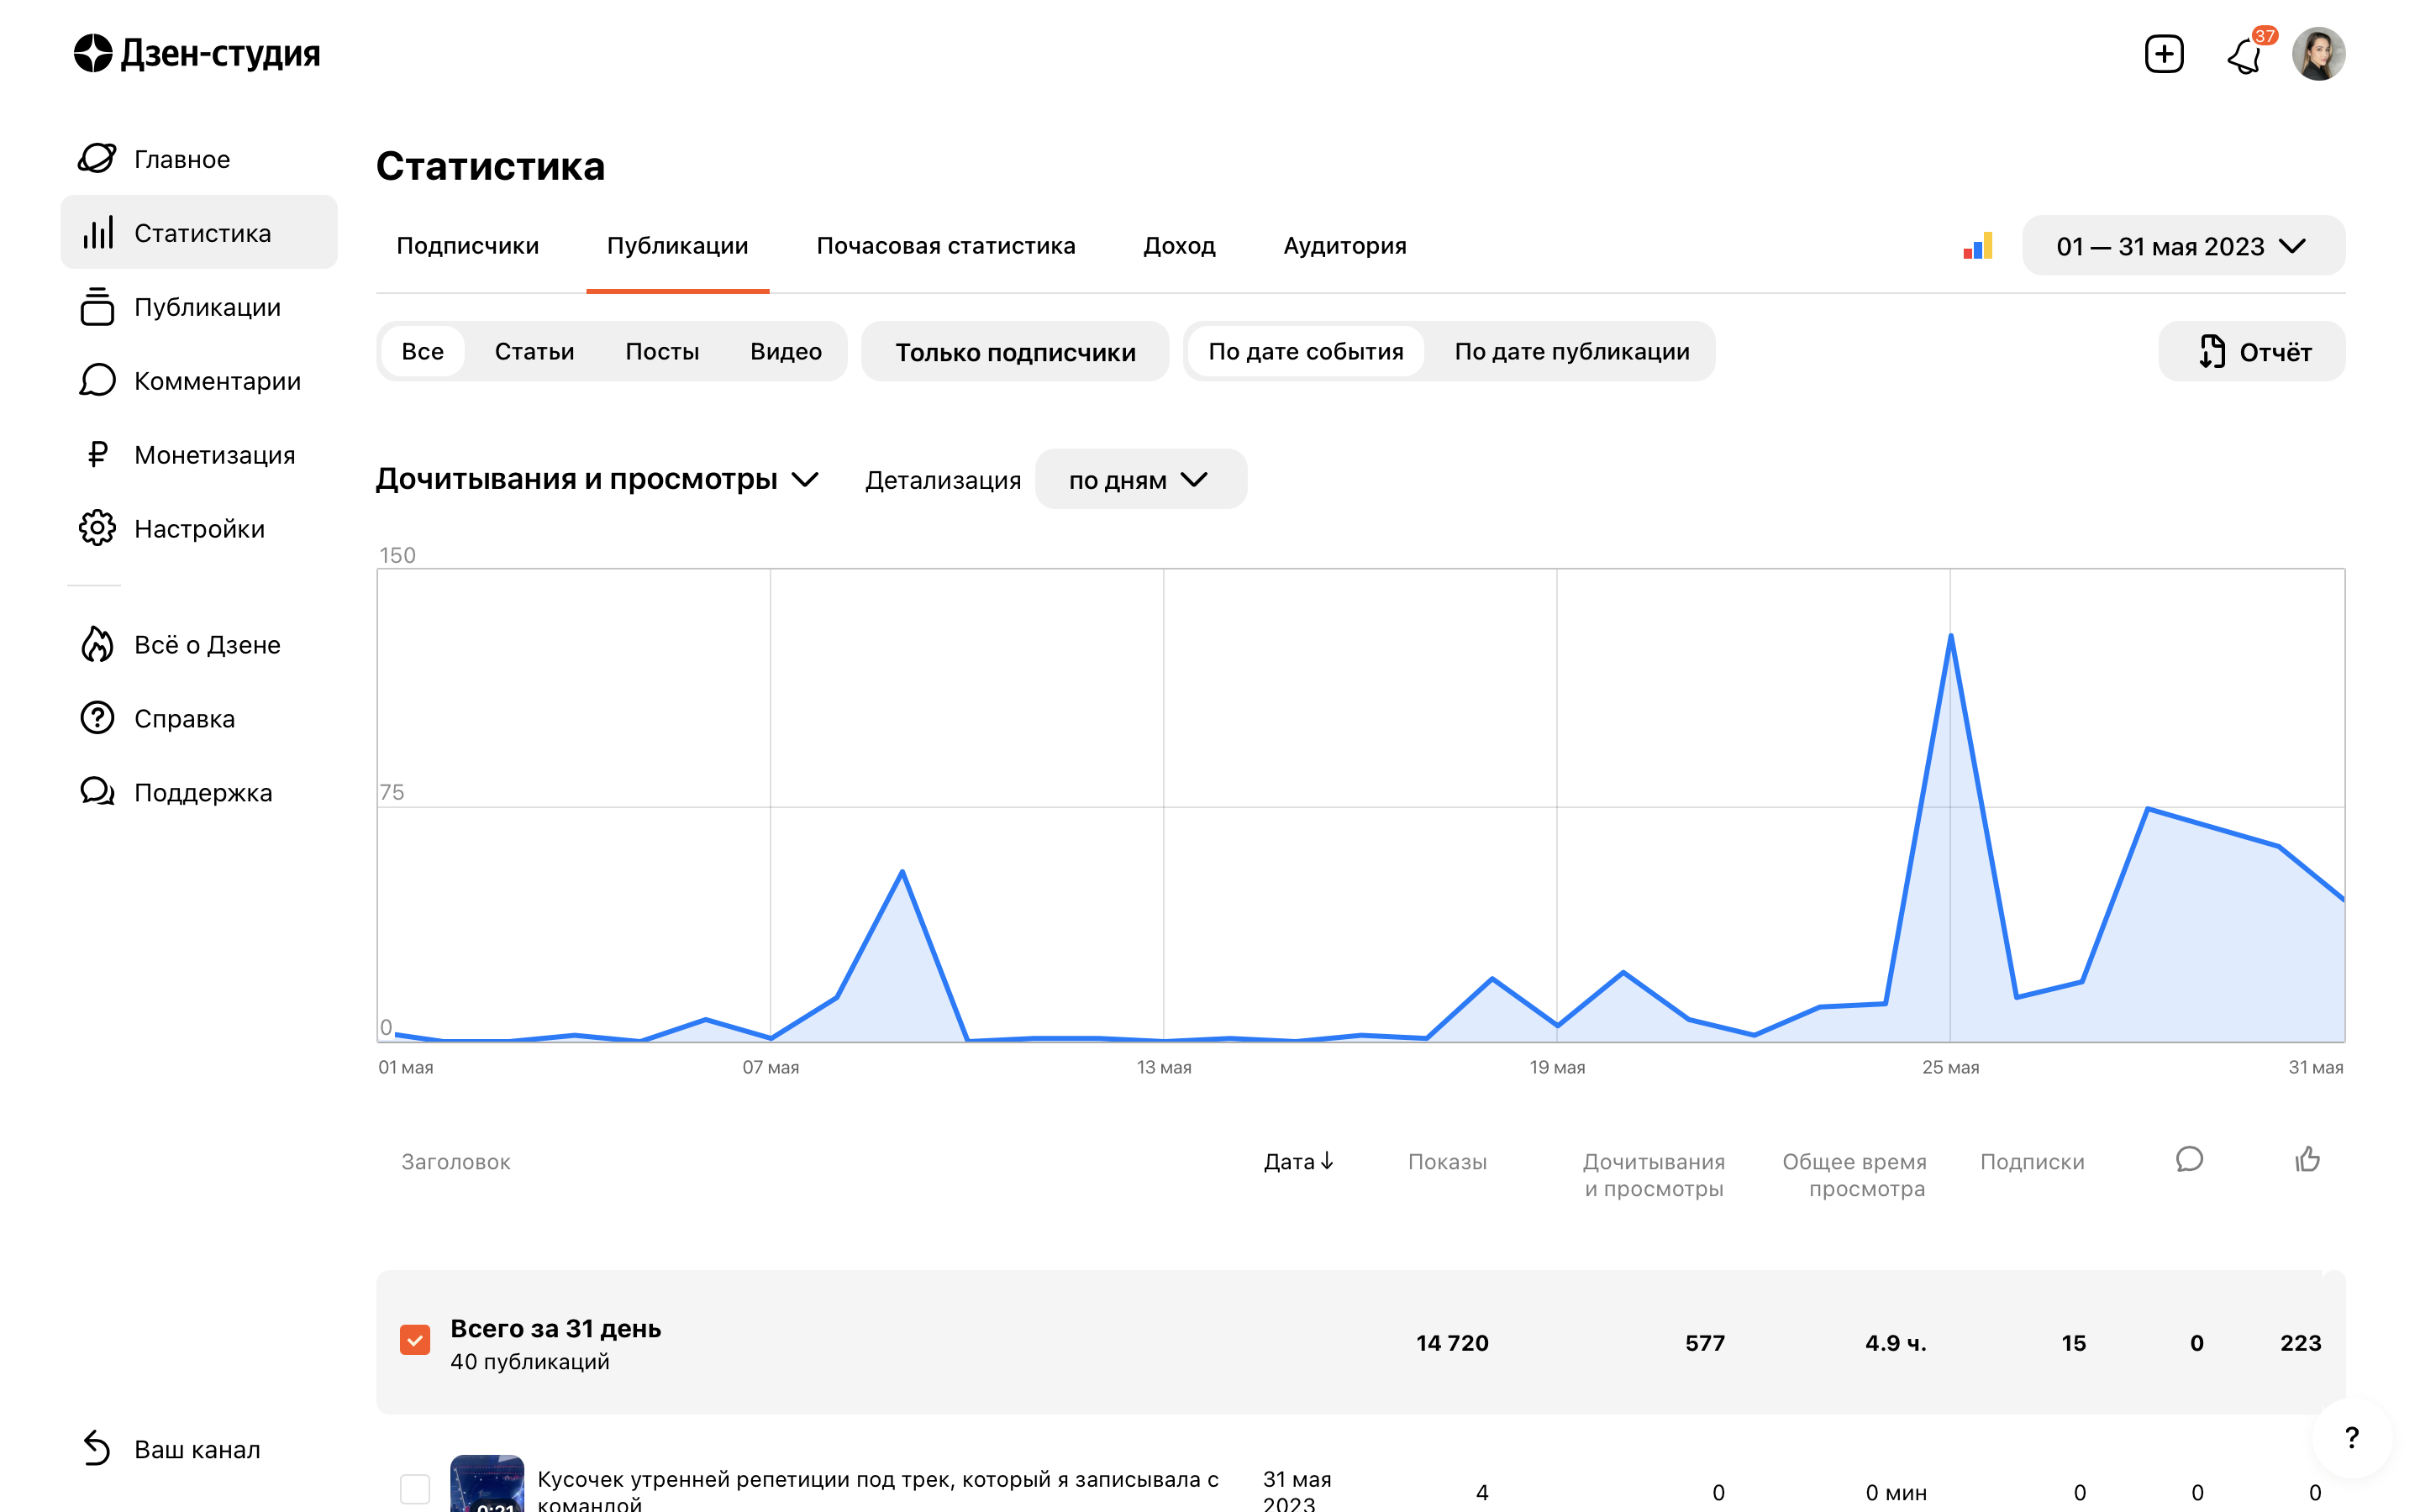 Дзен-студия
37
Главное
Статистика
Публикации
Комментарии
Монетизация
Настройки
Всё о Дзене
Справка
Поддержка
Ваш канал
Статистика
Подписчики Публикации Почасовая статистика Доход Аудитория 01 — 31 мая 2023
Все Статьи Посты Видео Только подписчики По дате события По дате публикации Отчёт
Дочитывания и просмотры Детализация по дням
150
75
0
01 мая 07 мая 13 мая 19 мая 25 мая 31 мая
Заголовок Дата Показы Дочитывания Общее время Подписки
и просмотры просмотра
Всего за 31 день
40 публикаций
14 720 577 4.9 ч. 15 0 223
?
Кусочек утренней репетиции под трек, который я записывала с 31 мая
4 0 0 мин 0 0 0
0:21 командой 2023